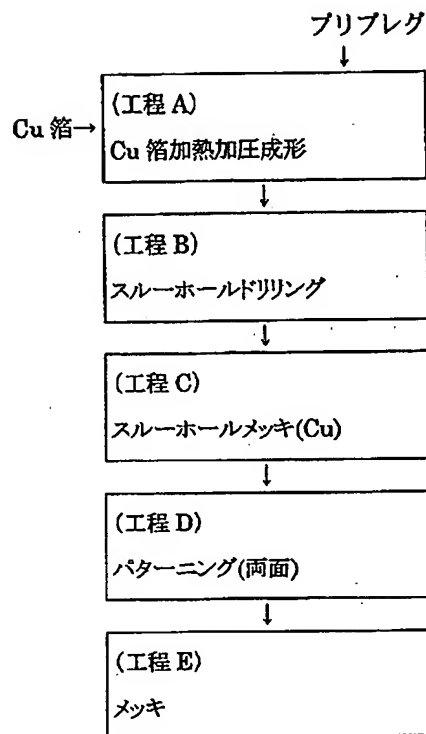 プリプレグ
↓
(工程 A)
Cu 箔→
Cu 箔加熱加圧成形
↓
(工程 B)
スルーホールドリリング
↓
(工程 C)
スルーホールメッキ(Cu)
↓
(工程 D)
パターニング(両面)
↓
(工程 E)
メッキ